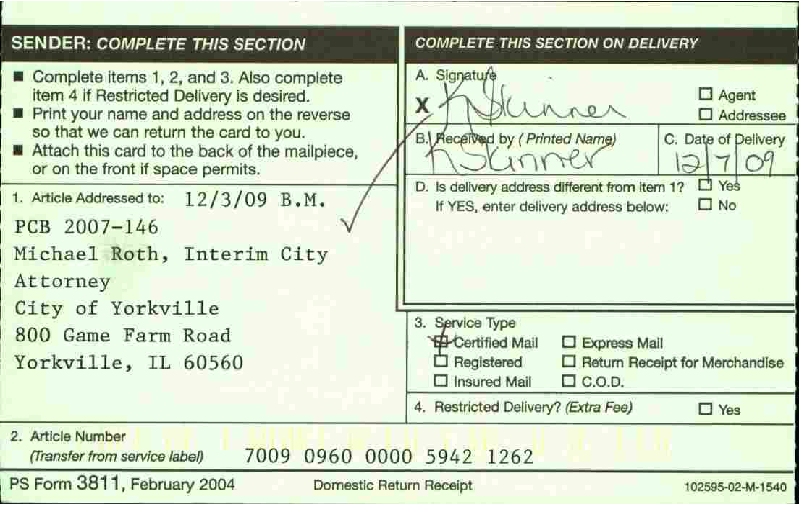 SENDER: COMPLETE THIS SECTION
■ Complete items 1, 2, and 3. Also complete
item 4 if Restricted Delivery is desired.
■ Print your name and address on the reverse
so that we can return the card to you.
■ Attach this card to the back of the mailpiece,
or on the front if space permits.
1. Article Addressed to: 12/3/09 B.M.
PCB 2007-146
Michael Roth, Interim City
Attorney
City of Yorkville
800 Game Farm Road
Yorkville, IL 60560
COMPLETE THIS SECTION ON DELIVERY
A. Signature
X K Skinner
☐ Agent
☐ Addressee
B. Received by (Printed Name)
K Skinner
C. Date of Delivery
12/7/09
D. Is delivery address different from item 1? ☐ Yes
If YES, enter delivery address below: ☐ No
3. Service Type
Certified Mail ☐ Express Mail
☐ Registered ☐ Return Receipt for Merchandise
☐ Insured Mail ☐ C.O.D.
4. Restricted Delivery? (Extra Fee) ☐ Yes
2. Article Number
(Transfer from service label) 7009 0960 0000 5942 1262
PS Form 3811, February 2004 Domestic Return Receipt 102595-02-M-1540